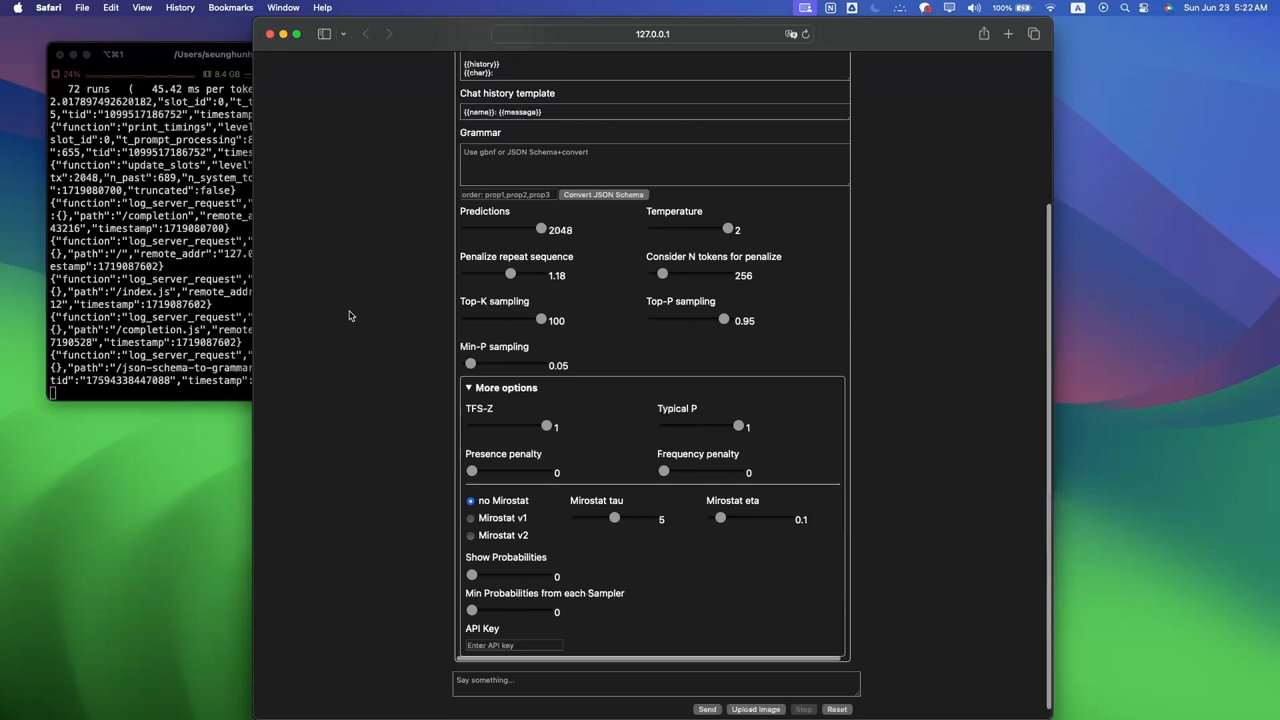 Safari File Edit View History Bookmarks Window Help 100% A Sun Jun 23 5:22 AM
⌥⌘1 /Users/seunghunh
24% 8.4 GB
72 runs ( 45.42 ms per toke
2.017897492620182,"slot_id":0,"t_t
5,"tid":"1099517186752","timestamp
{"function":"print_timings","level
slot_id":0,"t_prompt_processing":8
":655,"tid":"1099517186752","times
{"function":"update_slots","level"
tx":2048,"n_past":689,"n_system_to
":1719080700,"truncated":false}
{"function":"log_server_request","
:{},"path":"/completion","remote_a
43216","timestamp":1719080700}
{"function":"log_server_request","
{},"path":"/","remote_addr":"127.0
estamp":1719087602}
{"function":"log_server_request","
{},"path":"/index.js","remote_addr
12","timestamp":1719087602}
{"function":"log_server_request","
{},"path":"/completion.js","remote
7190528","timestamp":1719087602}
{"function":"log_server_request","
{},"path":"/json-schema-to-gramma
tid":"17594338447088","timestamp":
127.0.0.1
{{history}}
{{char}}:
Chat history template
{{name}}: {{message}}
Grammar
Use gbnf or JSON Schema+convert
order: prop1,prop2,prop3 Convert JSON Schema
Predictions Temperature
2048 2
Penalize repeat sequence Consider N tokens for penalize
1.18 256
Top-K sampling Top-P sampling
100 0.95
Min-P sampling
0.05
More options
TFS-Z Typical P
1 1
Presence penalty Frequency penalty
0 0
no Mirostat Mirostat tau Mirostat eta
Mirostat v1 5 0.1
Mirostat v2
Show Probabilities
0
Min Probabilities from each Sampler
0
API Key
Enter API key
Say something...
Send Upload Image Stop Reset